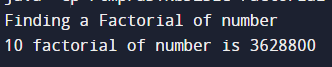 Finding a Factorial of number
10 factorial of number is 3628800